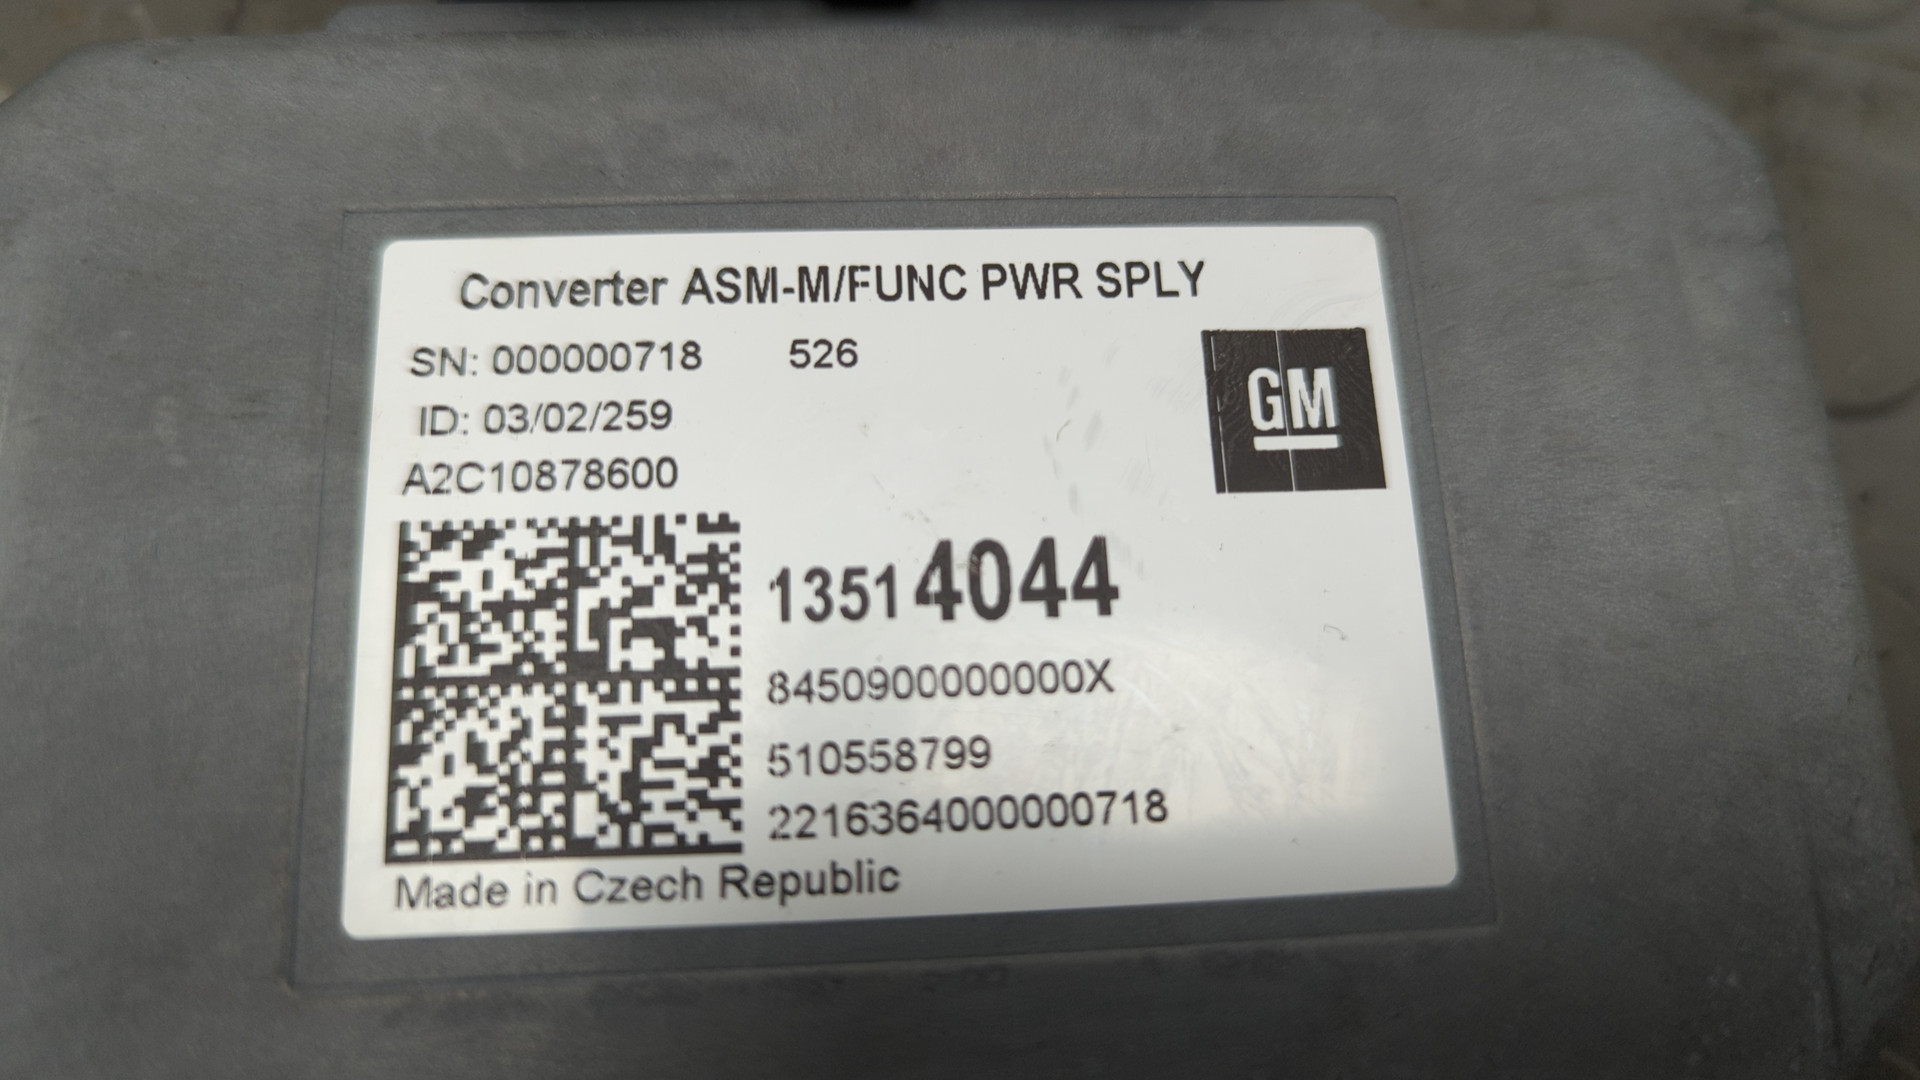 Converter ASM-M/FUNC PWR SPLY
SN: 000000718 526
GM
ID: 03/02/259
A2C10878600
13514044
8450900000000X
510558799
2216364000000718
Made in Czech Republic